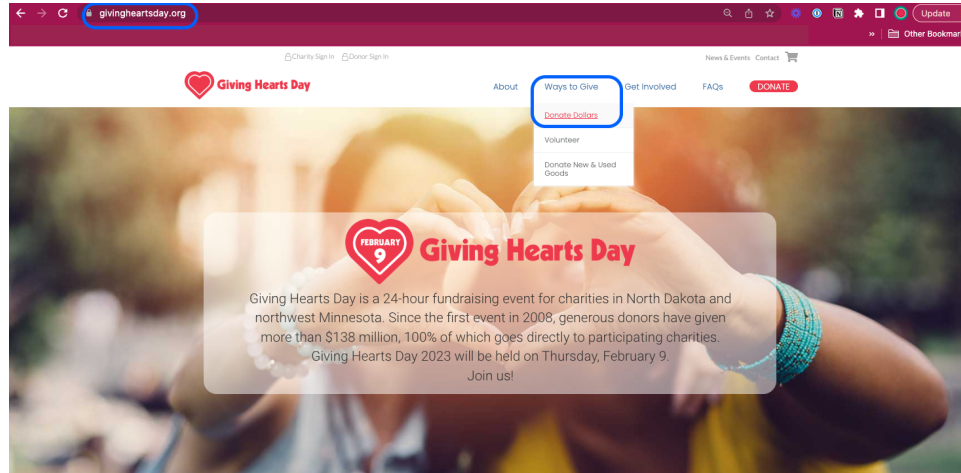 givingheartsday.org
Update
» Other Bookmar
Charity Sign In Donor Sign In
News & Events Contact
Giving Hearts Day
About Ways to Give Get Involved FAQs DONATE
Donate Dollars
Volunteer
Donate New & Used
Goods
FEBRUARY
9
Giving Hearts Day
Giving Hearts Day is a 24-hour fundraising event for charities in North Dakota and
northwest Minnesota. Since the first event in 2008, generous donors have given
more than $138 million, 100% of which goes directly to participating charities.
Giving Hearts Day 2023 will be held on Thursday, February 9.
Join us!